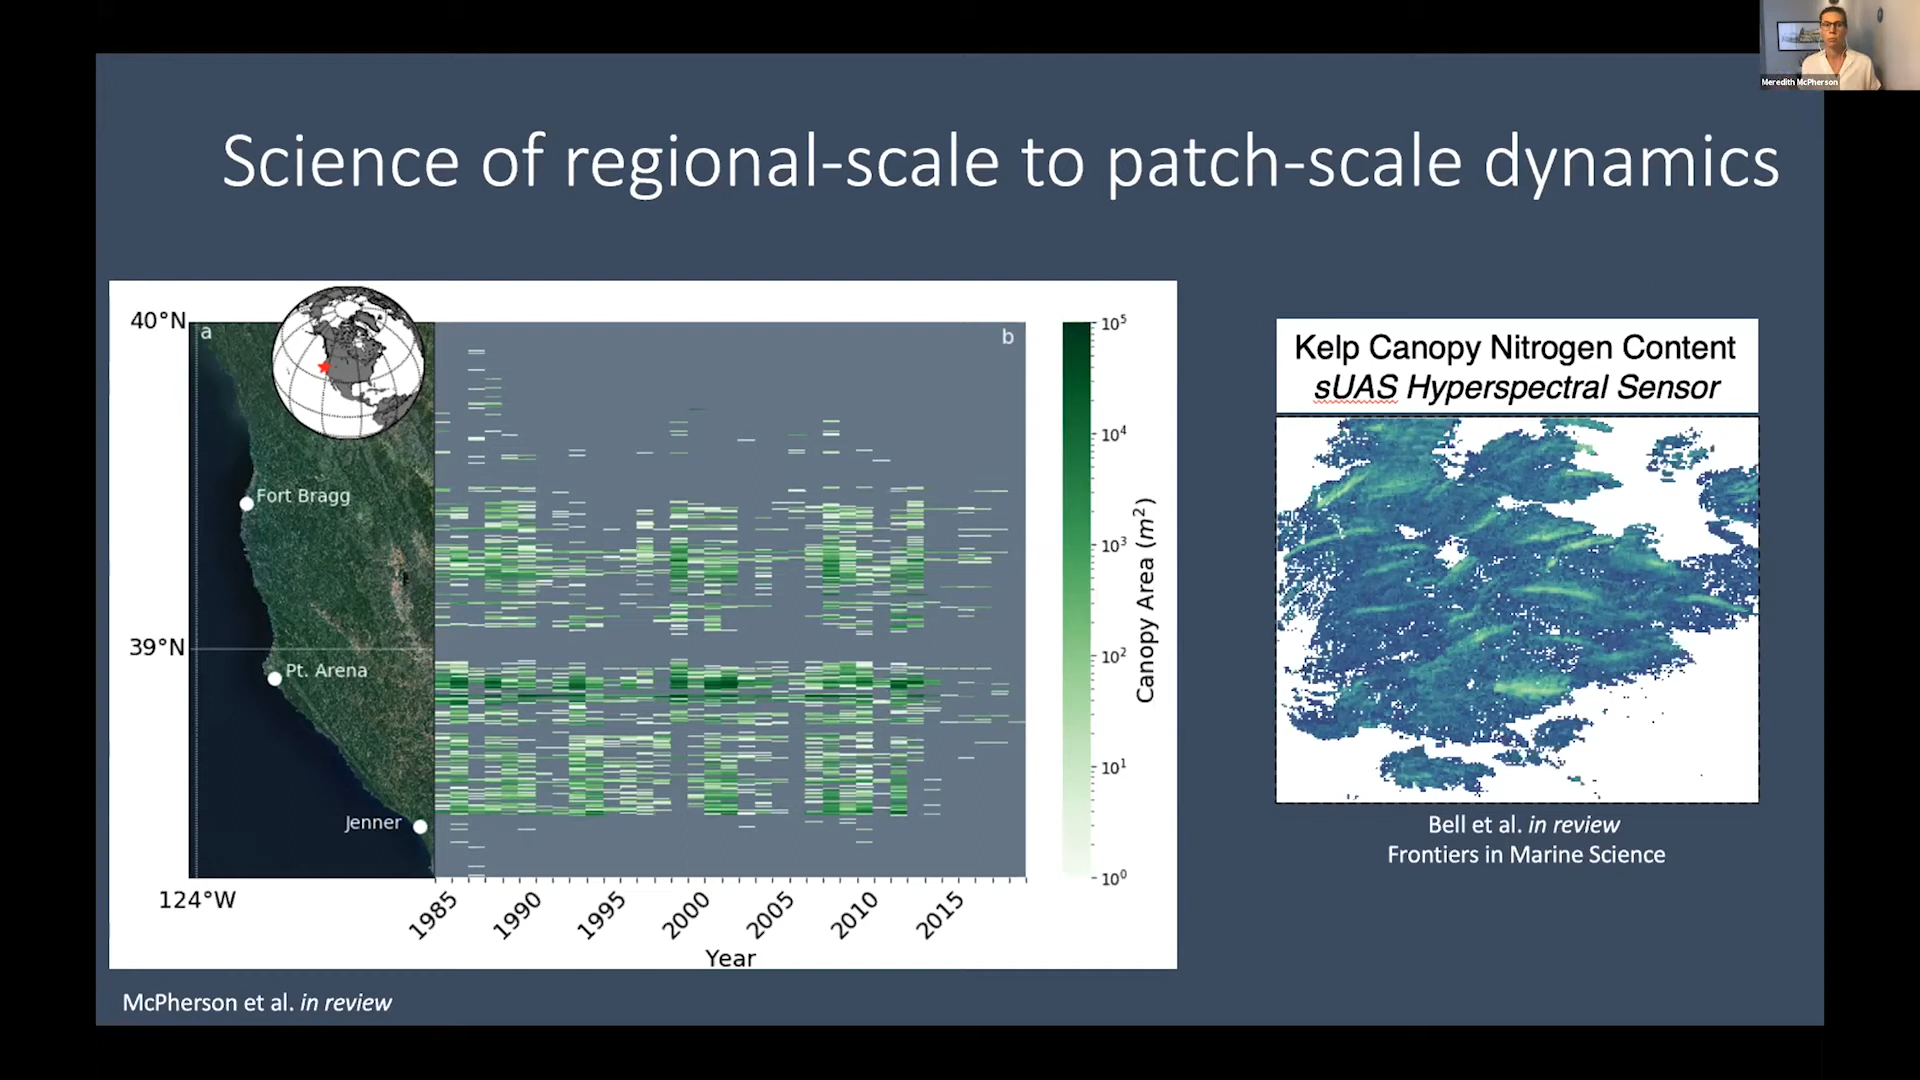 Meredith McPherson
Science of regional-scale to patch-scale dynamics
40°N
a
b
Fort Bragg
39°N
Pt. Arena
Jenner
124°W
1985
1990
1995
2000
2005
2010
2015
Year
10⁵
10⁴
10³
10²
10¹
10⁰
Canopy Area (m²)
Kelp Canopy Nitrogen Content
sUAS Hyperspectral Sensor
Bell et al. in review
Frontiers in Marine Science
McPherson et al. in review